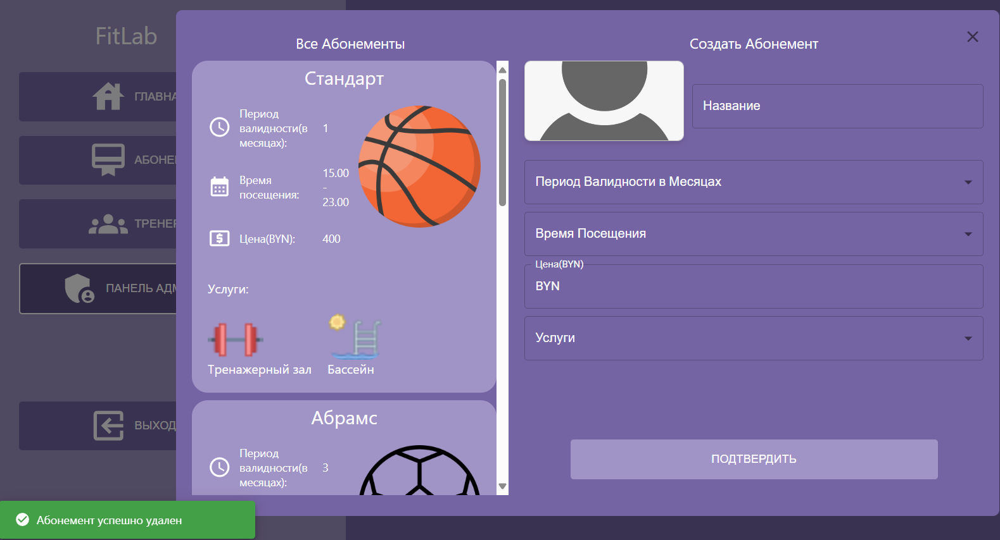 FitLab
ГЛАВНА
АБОНЕ
ТРЕНЕР
ПАНЕЛЬ АДМ
ВЫХОД
Все Абонементы
Стандарт
Период
валидности(в
месяцах):
1
Время
посещения:
15.00
-
23.00
Цена(BYN):
400
Услуги:
Тренажерный зал
Бассейн
Абрамс
Период
валидности(в
месяцах):
3
Создать Абонемент
Название
Период Валидности в Месяцах
Время Посещения
Цена(BYN)
BYN
Услуги
ПОДТВЕРДИТЬ
Абонемент успешно удален